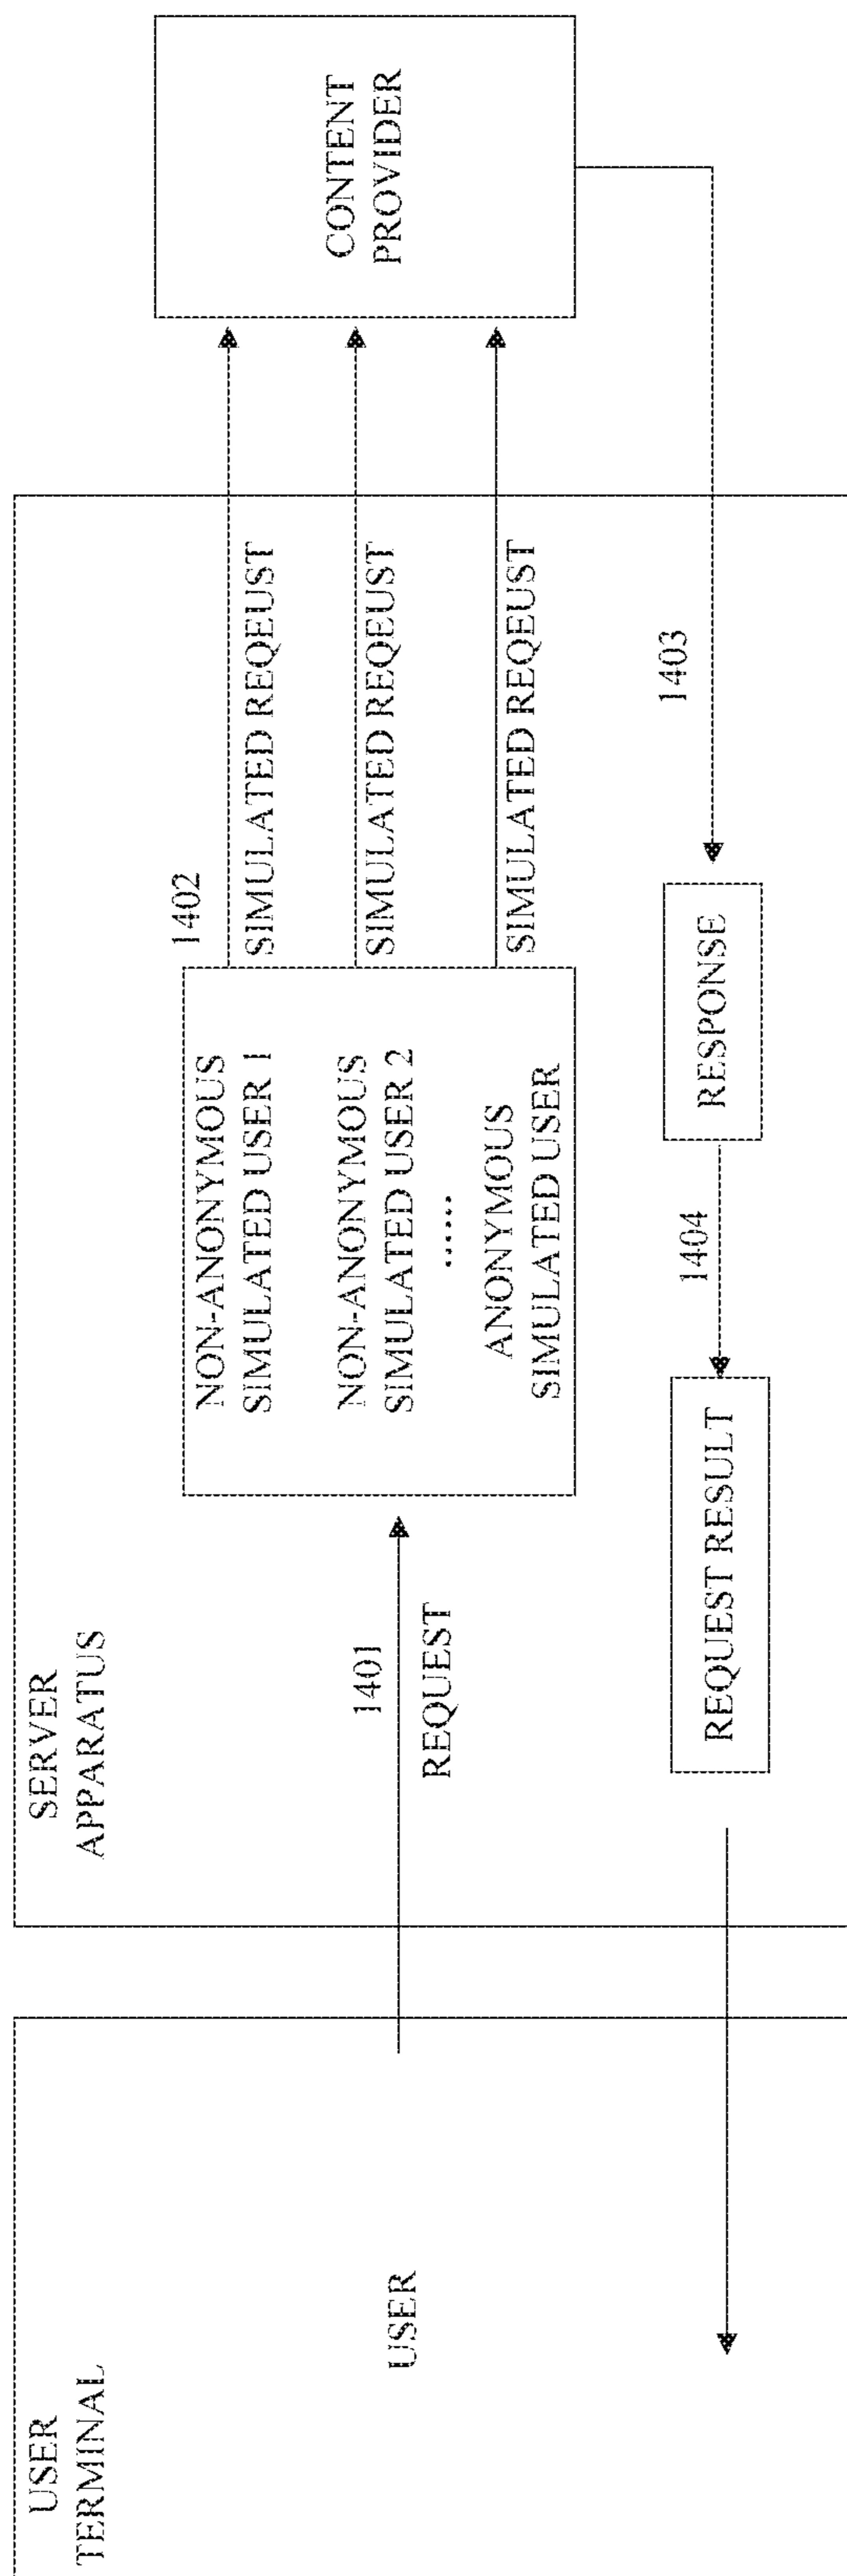 USER
TERMINAL
USER
SERVER
APPARATUS
1401
REQUEST
NON-ANONYMOUS
SIMULATED USER 1
NON-ANONYMOUS
SIMULATED USER 2
......
ANONYMOUS
SIMULATED USER
1402
SIMULATED REQEUST
SIMULATED REQEUST
SIMULATED REQEUST
CONTENT
PROVIDER
1403
RESPONSE
1404
REQUEST RESULT